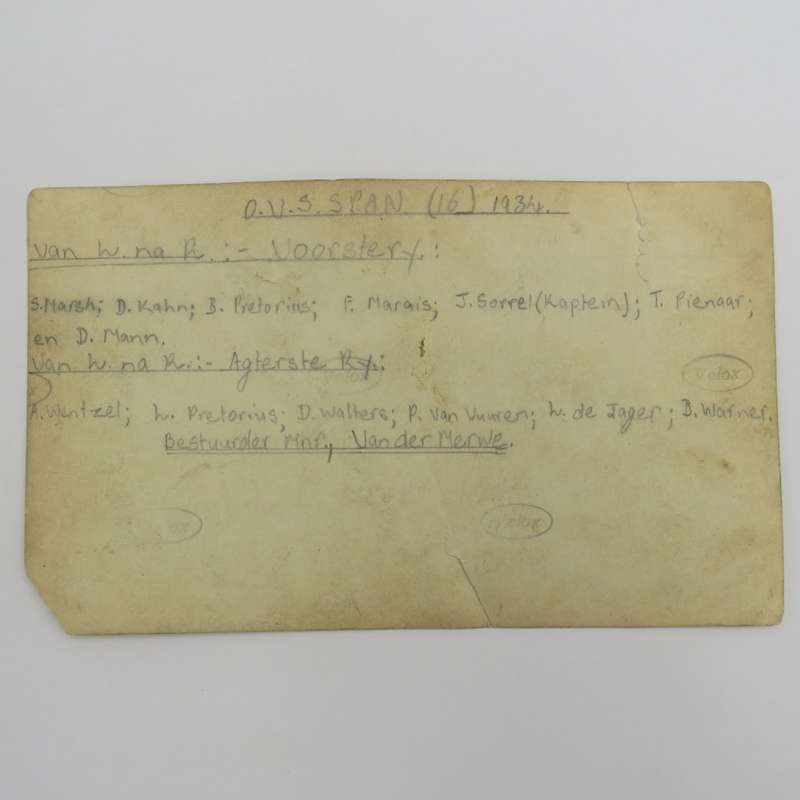 O.V.S. SPAN (16) 1934.
Van L. na R. :- Voorstery. :
S. Marsh; D. Kahn; B. Pretorius; F. Marais; J. Sorrel (Kaptein); T. Pienaar;
en D. Mann.
Van L. na R. :- Agterste Ry. :
Velox
A. Wentzel; L. Pretorius; D. Walters; P. Van Vuuren; L. de Jager; B. Warner.
Bestuurder Mnr., Van der Merwe.